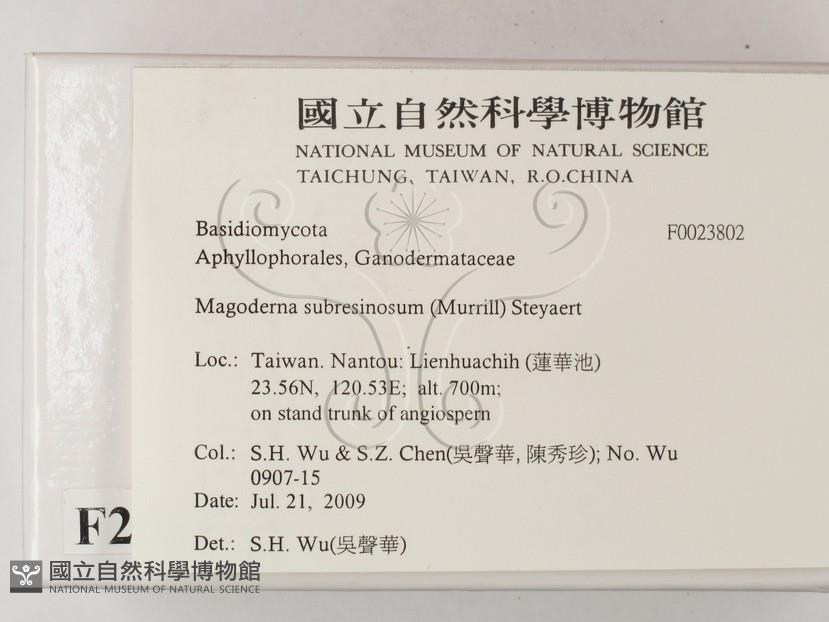 國立自然科學博物館
NATIONAL MUSEUM OF NATURAL SCIENCE
TAICHUNG, TAIWAN, R.O.CHINA
Basidiomycota F0023802
Aphyllophorales, Ganodermataceae
Magoderna subresinosum (Murrill) Steyaert
Loc.: Taiwan. Nantou: Lienhuachih (蓮華池)
23.56N, 120.53E; alt. 700m;
on stand trunk of angiospern
Col.: S.H. Wu & S.Z. Chen(吳聲華, 陳秀珍); No. Wu
0907-15
Date: Jul. 21, 2009
Det.: S.H. Wu(吳聲華)
F2
國立自然科學博物館
NATIONAL MUSEUM OF NATURAL SCIENCE